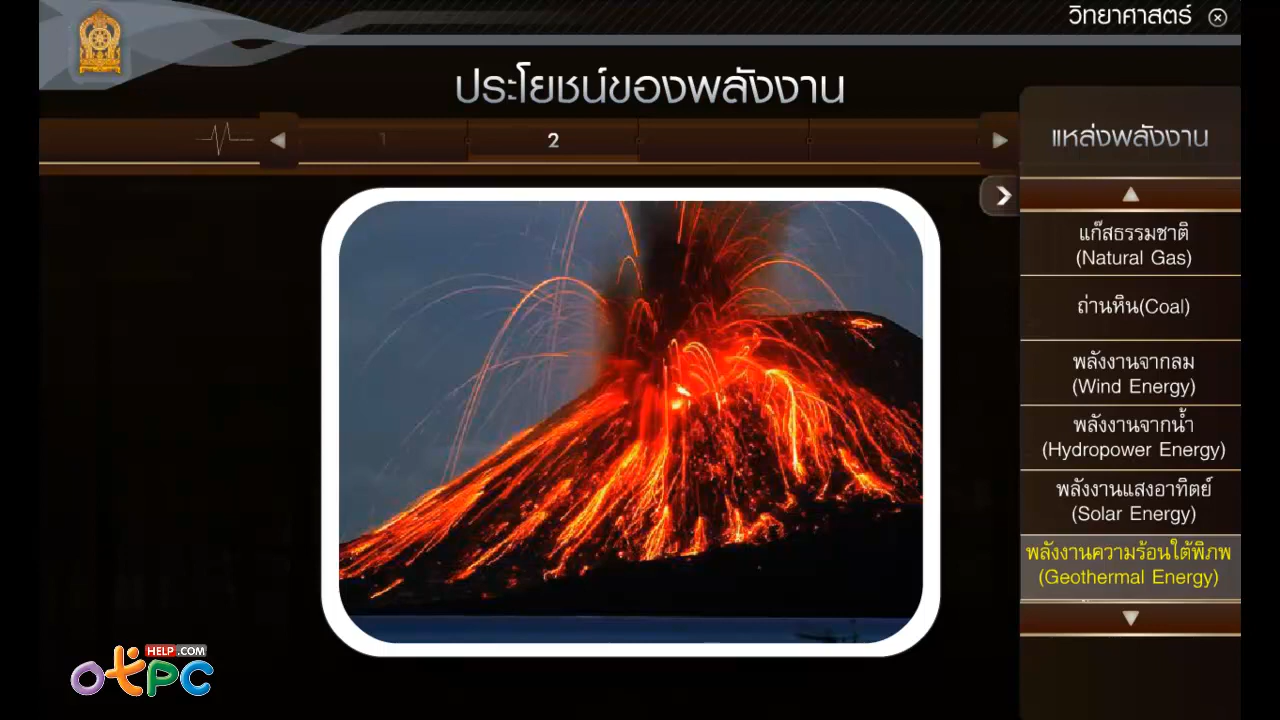 วิทยาศาสตร์
ประโยชน์ของพลังงาน
1
2
แหล่งพลังงาน
แก๊สธรรมชาติ
(Natural Gas)
ถ่านหิน(Coal)
พลังงานจากลม
(Wind Energy)
พลังงานจากน้ำ
(Hydropower Energy)
พลังงานแสงอาทิตย์
(Solar Energy)
พลังงานความร้อนใต้พิภพ
(Geothermal Energy)
HELP.COM
otPC